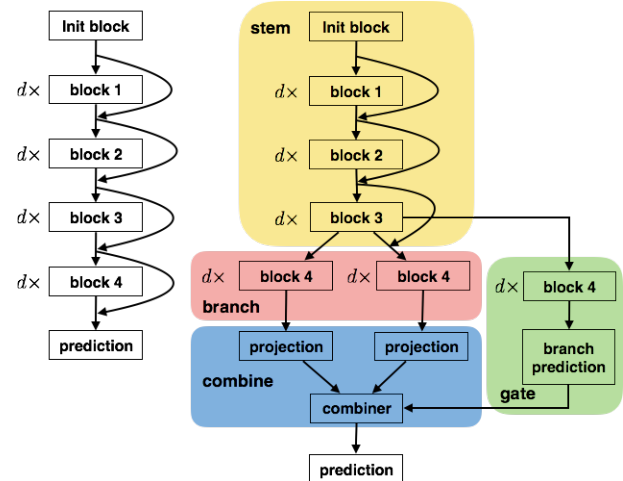 Init block
d× block 1
d× block 2
d× block 3
d× block 4
prediction
stem
Init block
d× block 1
d× block 2
d× block 3
d× block 4
d× block 4
branch
d× block 4
projection
projection
branch
prediction
combine
gate
combiner
prediction